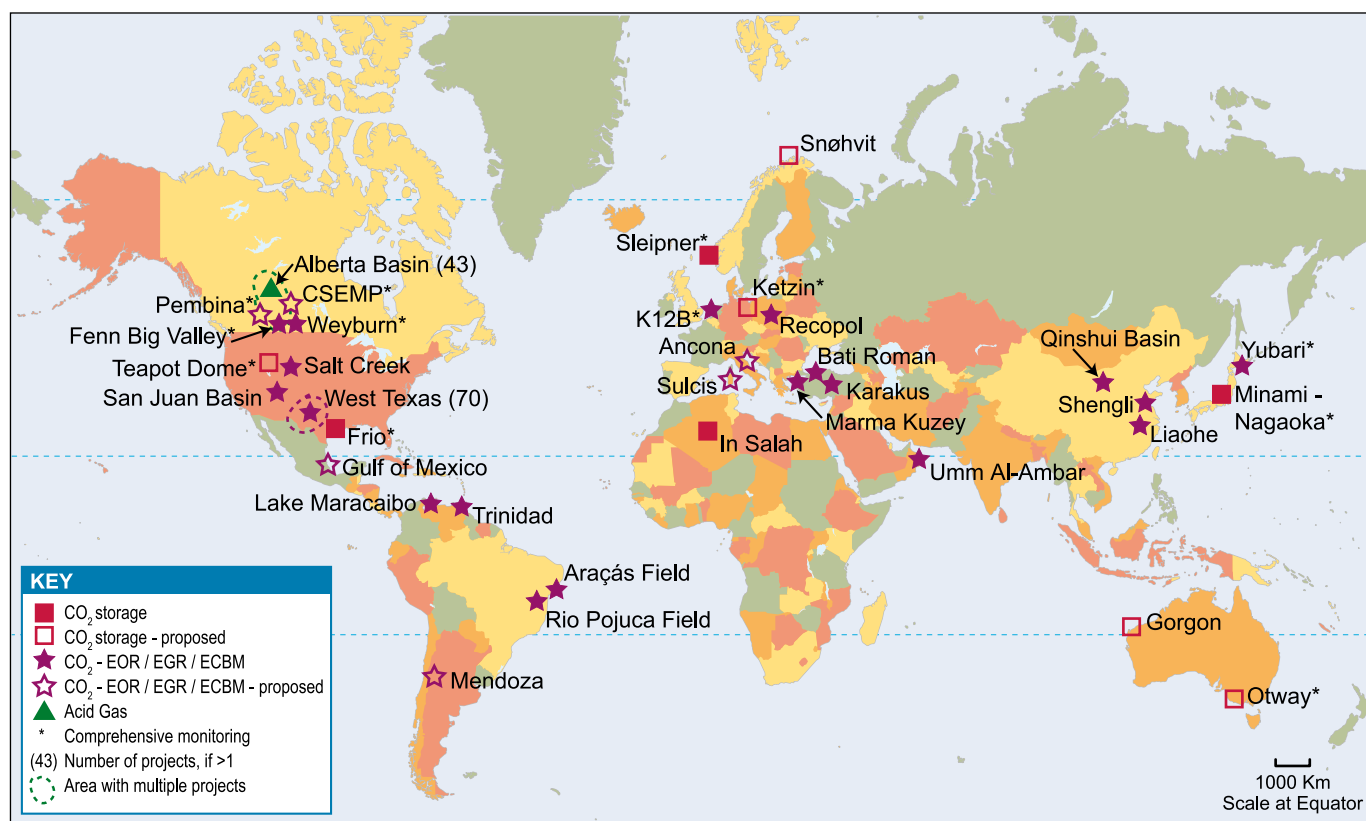 Snøhvit
Sleipner*
Alberta Basin (43)
CSEMP*
Pembina*
Fenn Big Valley*
Weyburn*
Teapot Dome*
Salt Creek
San Juan Basin
West Texas (70)
Frio*
Gulf of Mexico
Lake Maracaibo
Trinidad
Araçás Field
Rio Pojuca Field
Mendoza
Ketzin*
K12B*
Recopol
Ancona
Bati Roman
Sulcis
Karakus
Marma Kuzey
In Salah
Umm Al-Ambar
Qinshui Basin
Yubari*
Shengli
Minami -
Nagaoka*
Liaohe
Gorgon
Otway*
KEY
CO₂ storage
CO₂ storage - proposed
CO₂ - EOR / EGR / ECBM
CO₂ - EOR / EGR / ECBM - proposed
Acid Gas
* Comprehensive monitoring
(43) Number of projects, if >1
Area with multiple projects
1000 Km
Scale at Equator